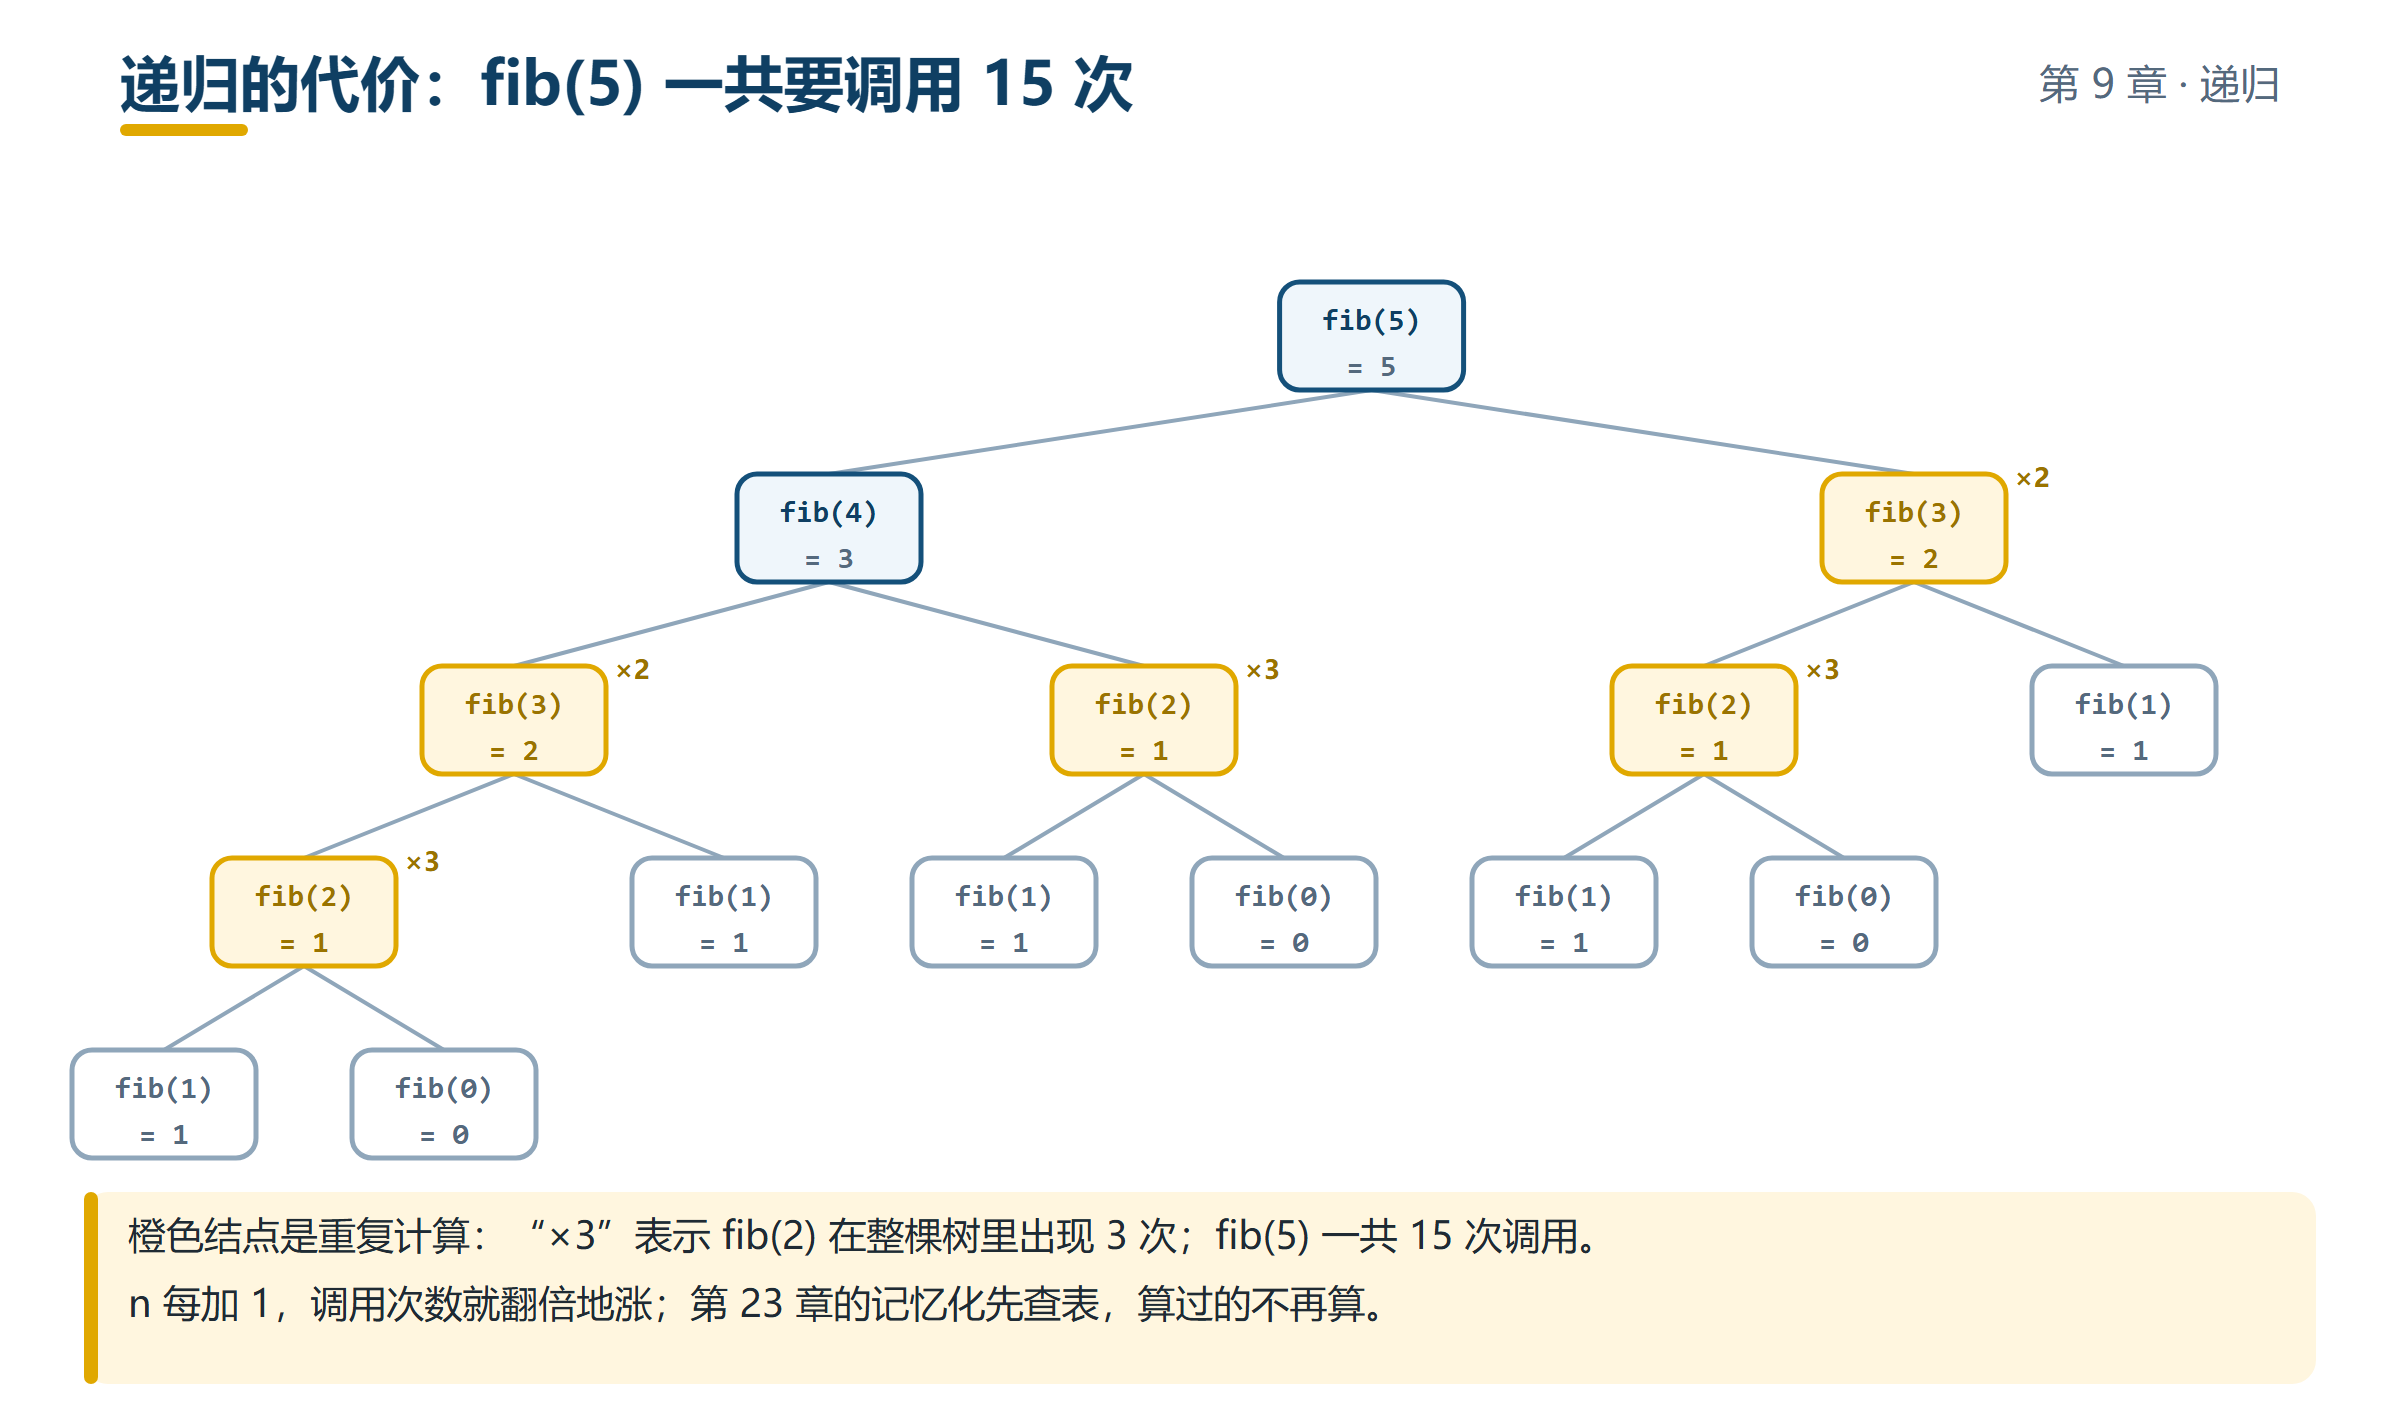 递归的代价：fib(5) 一共要调用 15 次
第 9 章 · 递归
fib(5)
= 5
fib(4)
= 3
fib(3)
= 2
×2
fib(3)
= 2
×2
fib(2)
= 1
×3
fib(2)
= 1
×3
fib(1)
= 1
fib(2)
= 1
×3
fib(1)
= 1
fib(1)
= 1
fib(0)
= 0
fib(1)
= 1
fib(0)
= 0
fib(1)
= 1
fib(0)
= 0
橙色结点是重复计算：“×3”表示 fib(2) 在整棵树里出现 3 次；fib(5) 一共 15 次调用。
n 每加 1，调用次数就翻倍地涨；第 23 章的记忆化先查表，算过的不再算。